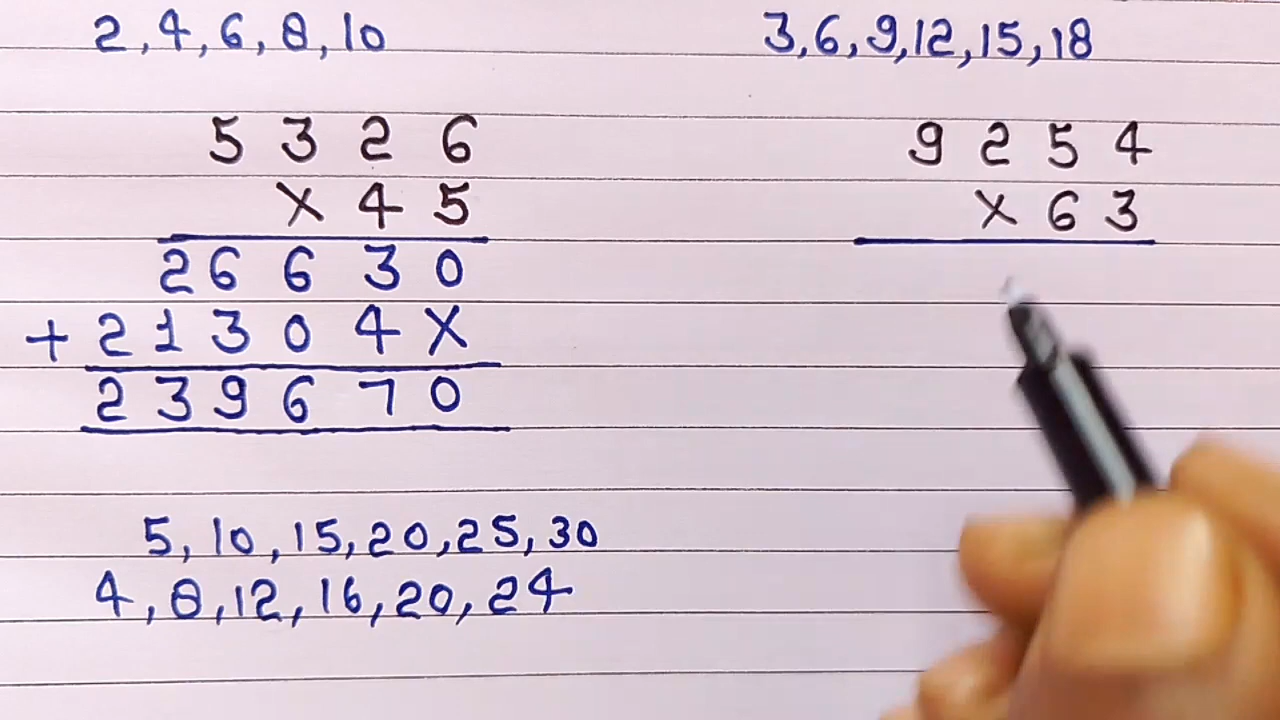 2, 4, 6, 8, 10
5 3 2 6
X 4 5
2 6 6 3 0
+ 2 1 3 0 4 X
2 3 9 6 7 0
5, 10, 15, 20, 25, 30
4, 8, 12, 16, 20, 24
3, 6, 9, 12, 15, 18
9 2 5 4
X 6 3